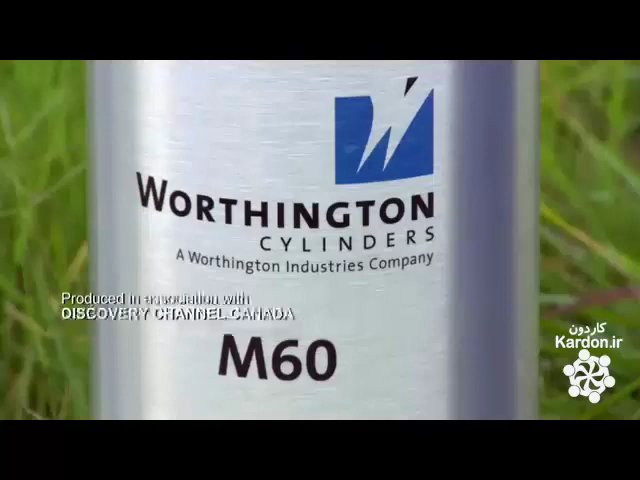 WORTHINGTON
CYLINDERS
A Worthington Industries Company
Produced in association with
DISCOVERY CHANNEL CANADA
M60
کاردون
Kardon.ir